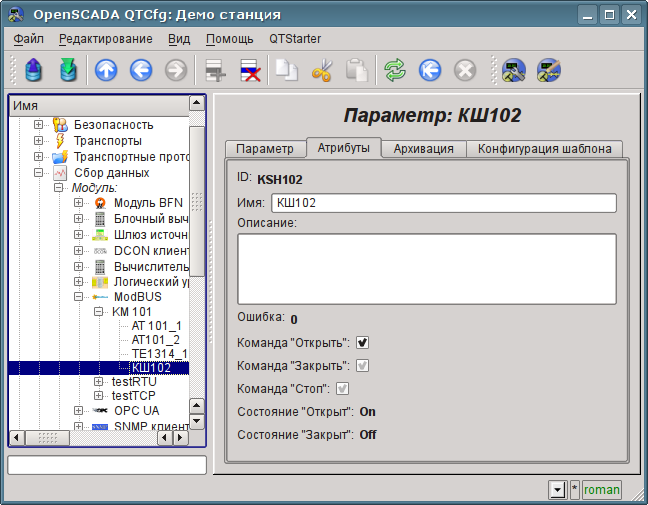 OpenSCADA QTCfg: Демо станция
Файл Редактирование Вид Помощь QTStarter
Имя
Безопасность
Транспорты
Транспортные прото
Сбор данных
Модуль:
Модуль BFN
Блочный выч
Шлюз источн
DCON клиен
Вычислитель
Логический у
ModBUS
KM 101
AT 101_1
AT101_2
TE1314_1
КШ102
testRTU
testTCP
OPC UA
SNMP клиен
Параметр: КШ102
Параметр Атрибуты Архивация Конфигурация шаблона
ID: KSH102
Имя: КШ102
Описание:
Ошибка: 0
Команда "Открыть":
Команда "Закрыть":
Команда "Стоп":
Состояние "Открыт": On
Состояние "Закрыт": Off
* roman